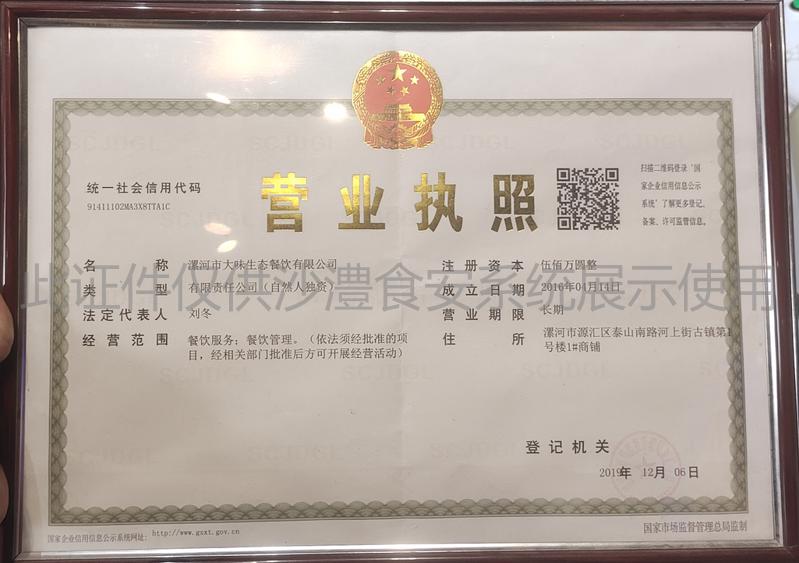 统一社会信用代码
91411102MA3X8TTA1C
营业执照
扫描二维码登录‘国
家企业信用信息公示
系统’了解更多登记、
备案、许可监管信息。
名称 漯河市大味生态餐饮有限公司
类型 有限责任公司（自然人独资）
法定代表人 刘冬
经营范围 餐饮服务；餐饮管理。（依法须经批准的项
目，经相关部门批准后方可开展经营活动）
注册资本 伍佰万圆整
成立日期 2016年04月14日
营业期限 长期
住所 漯河市源汇区泰山南路河上街古镇第1
号楼1#商铺
此证件仅供沙澧食安系统展示使用
登记机关
2019年 12月 06日
国家企业信用信息公示系统网址: http://www.gsxt.gov.cn
国家市场监督管理总局监制